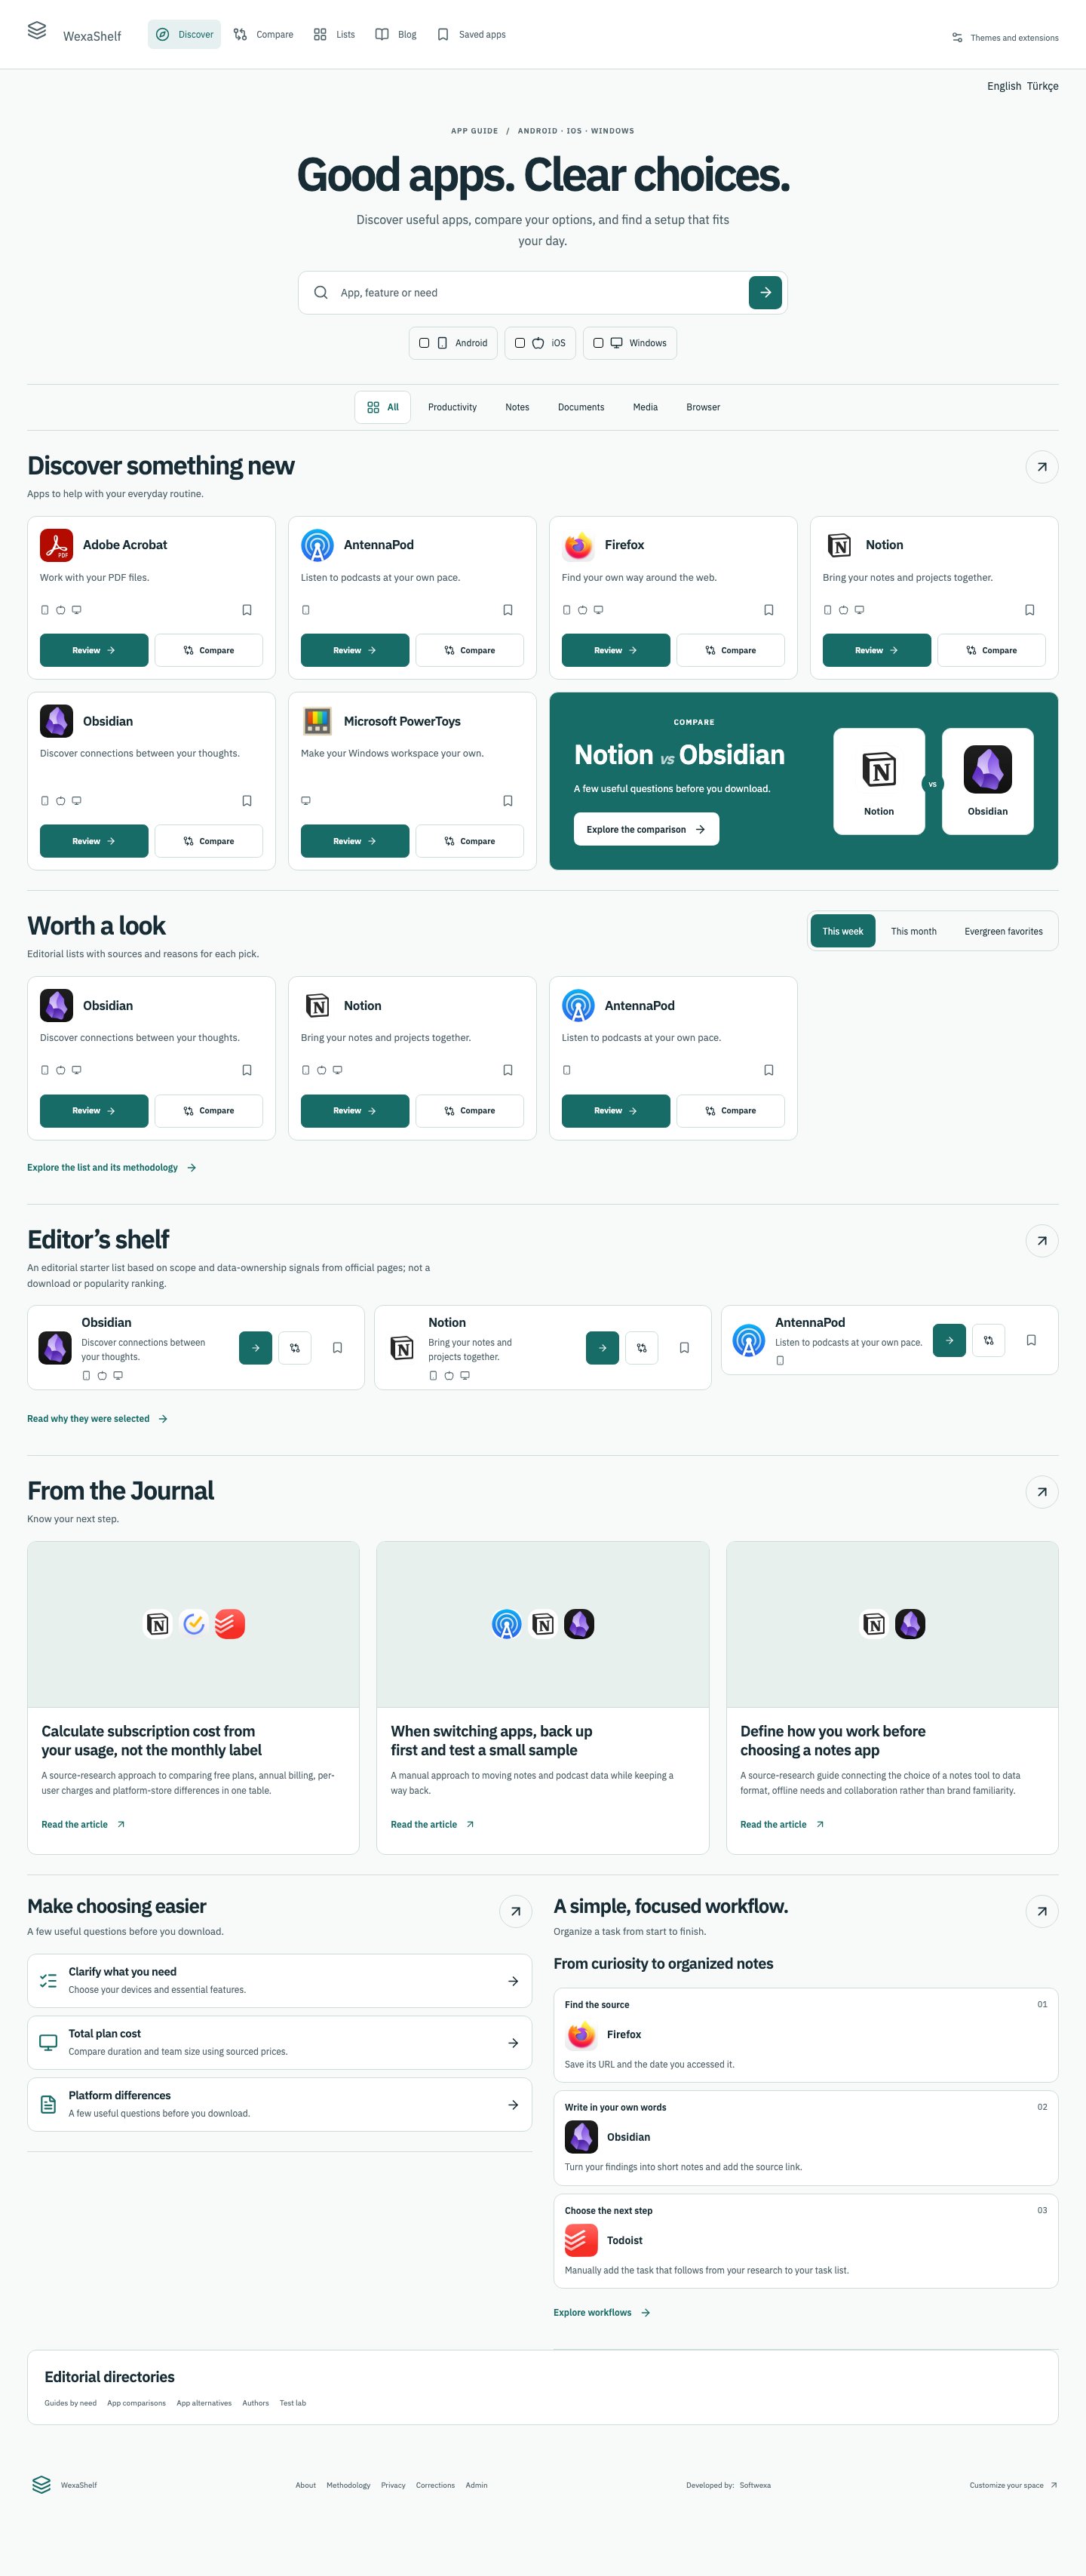 WexaShelf
Discover
Compare
Lists
Blog
Saved apps
Themes and extensions
English Türkçe
APP GUIDE / ANDROID · IOS · WINDOWS
Good apps. Clear choices.
Discover useful apps, compare your options, and find a setup that fits
your day.
App, feature or need
Android
iOS
Windows
All
Productivity
Notes
Documents
Media
Browser
Discover something new
Apps to help with your everyday routine.
PDF
Adobe Acrobat
Work with your PDF files.
Review
Compare
AntennaPod
Listen to podcasts at your own pace.
Review
Compare
Firefox
Find your own way around the web.
Review
Compare
Notion
Bring your notes and projects together.
Review
Compare
Obsidian
Discover connections between your thoughts.
Review
Compare
Microsoft PowerToys
Make your Windows workspace your own.
Review
Compare
COMPARE
Notion vs Obsidian
A few useful questions before you download.
Explore the comparison
Notion
vs
Obsidian
Worth a look
Editorial lists with sources and reasons for each pick.
This week
This month
Evergreen favorites
Obsidian
Discover connections between your thoughts.
Review
Compare
Notion
Bring your notes and projects together.
Review
Compare
AntennaPod
Listen to podcasts at your own pace.
Review
Compare
Explore the list and its methodology
Editor’s shelf
An editorial starter list based on scope and data-ownership signals from official pages; not a
download or popularity ranking.
Obsidian
Discover connections between
your thoughts.
Notion
Bring your notes and
projects together.
AntennaPod
Listen to podcasts at your own pace.
Read why they were selected
From the Journal
Know your next step.
Calculate subscription cost from
your usage, not the monthly label
A source-research approach to comparing free plans, annual billing, per-
user charges and platform-store differences in one table.
Read the article
When switching apps, back up
first and test a small sample
A manual approach to moving notes and podcast data while keeping a
way back.
Read the article
Define how you work before
choosing a notes app
A source-research guide connecting the choice of a notes tool to data
format, offline needs and collaboration rather than brand familiarity.
Read the article
Make choosing easier
A few useful questions before you download.
Clarify what you need
Choose your devices and essential features.
Total plan cost
Compare duration and team size using sourced prices.
Platform differences
A few useful questions before you download.
A simple, focused workflow.
Organize a task from start to finish.
From curiosity to organized notes
Find the source
01
Firefox
Save its URL and the date you accessed it.
Write in your own words
02
Obsidian
Turn your findings into short notes and add the source link.
Choose the next step
03
Todoist
Manually add the task that follows from your research to your task list.
Explore workflows
Editorial directories
Guides by need
App comparisons
App alternatives
Authors
Test lab
WexaShelf
About
Methodology
Privacy
Corrections
Admin
Developed by: Softwexa
Customize your space